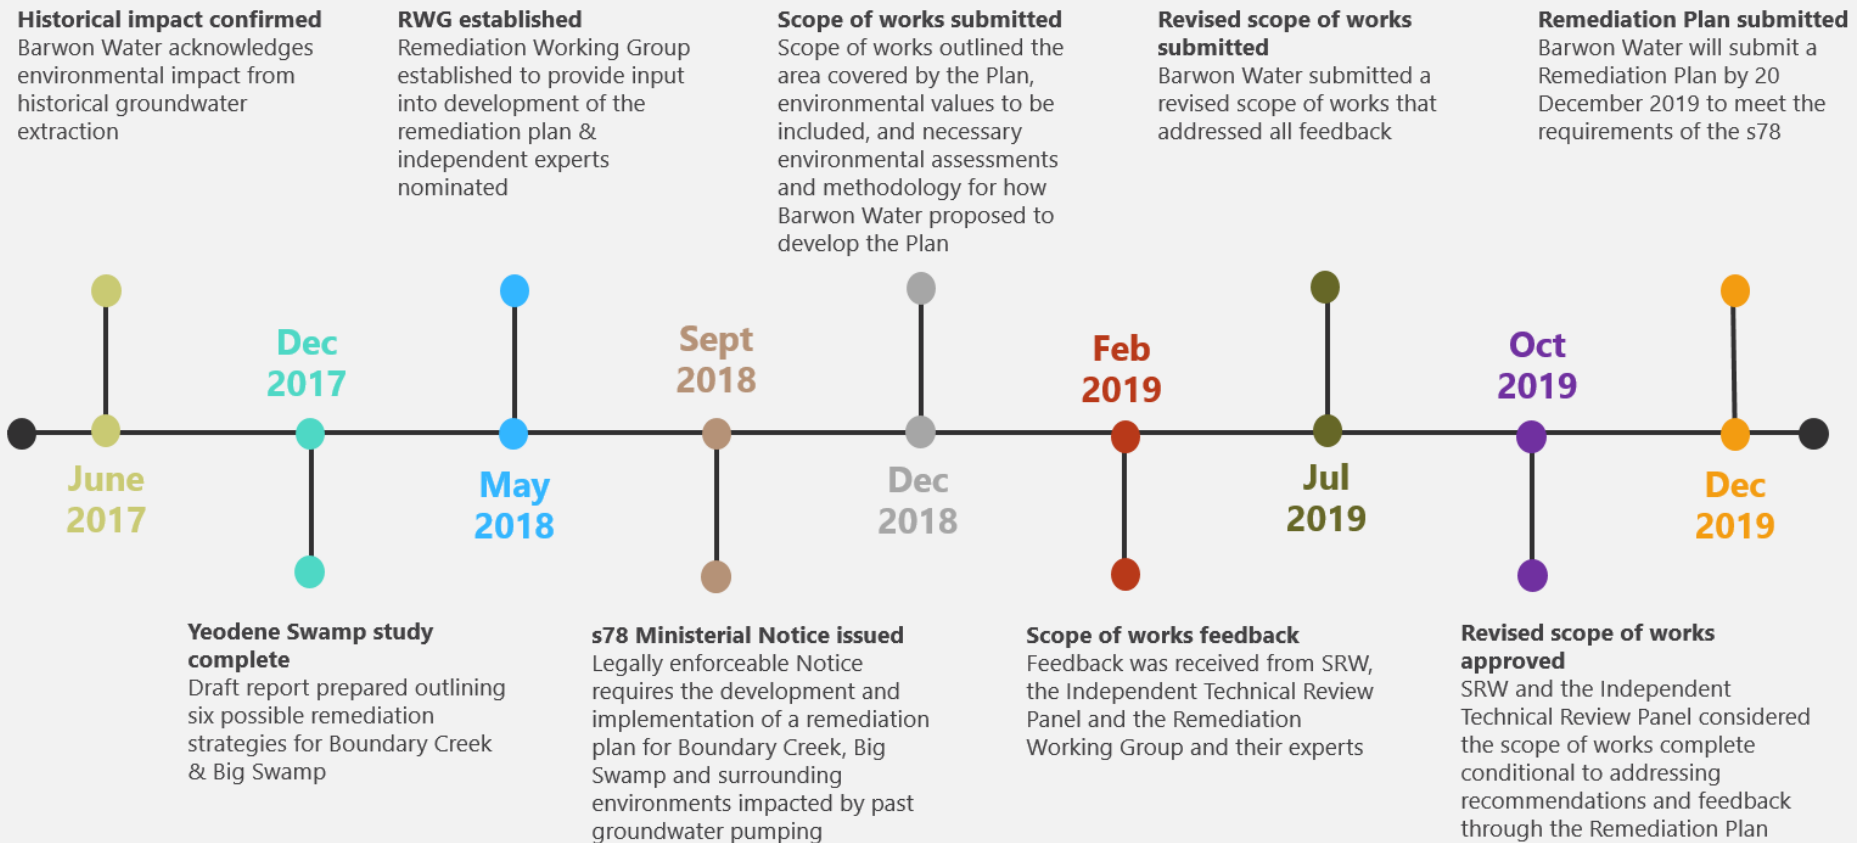 Historical impact confirmed
Barwon Water acknowledges
environmental impact from
historical groundwater
extraction
RWG established
Remediation Working Group
established to provide input
into development of the
remediation plan &
independent experts
nominated
Scope of works submitted
Scope of works outlined the
area covered by the Plan,
environmental values to be
included, and necessary
environmental assessments
and methodology for how
Barwon Water proposed to
develop the Plan
Revised scope of works
submitted
Barwon Water submitted a
revised scope of works that
addressed all feedback
Remediation Plan submitted
Barwon Water will submit a
Remediation Plan by 20
December 2019 to meet the
requirements of the s78
June
2017
Dec
2017
May
2018
Sept
2018
Dec
2018
Feb
2019
Jul
2019
Oct
2019
Dec
2019
Yeodene Swamp study
complete
Draft report prepared outlining
six possible remediation
strategies for Boundary Creek
& Big Swamp
s78 Ministerial Notice issued
Legally enforceable Notice
requires the development and
implementation of a remediation
plan for Boundary Creek, Big
Swamp and surrounding
environments impacted by past
groundwater pumping
Scope of works feedback
Feedback was received from SRW,
the Independent Technical Review
Panel and the Remediation
Working Group and their experts
Revised scope of works
approved
SRW and the Independent
Technical Review Panel considered
the scope of works complete
conditional to addressing
recommendations and feedback
through the Remediation Plan